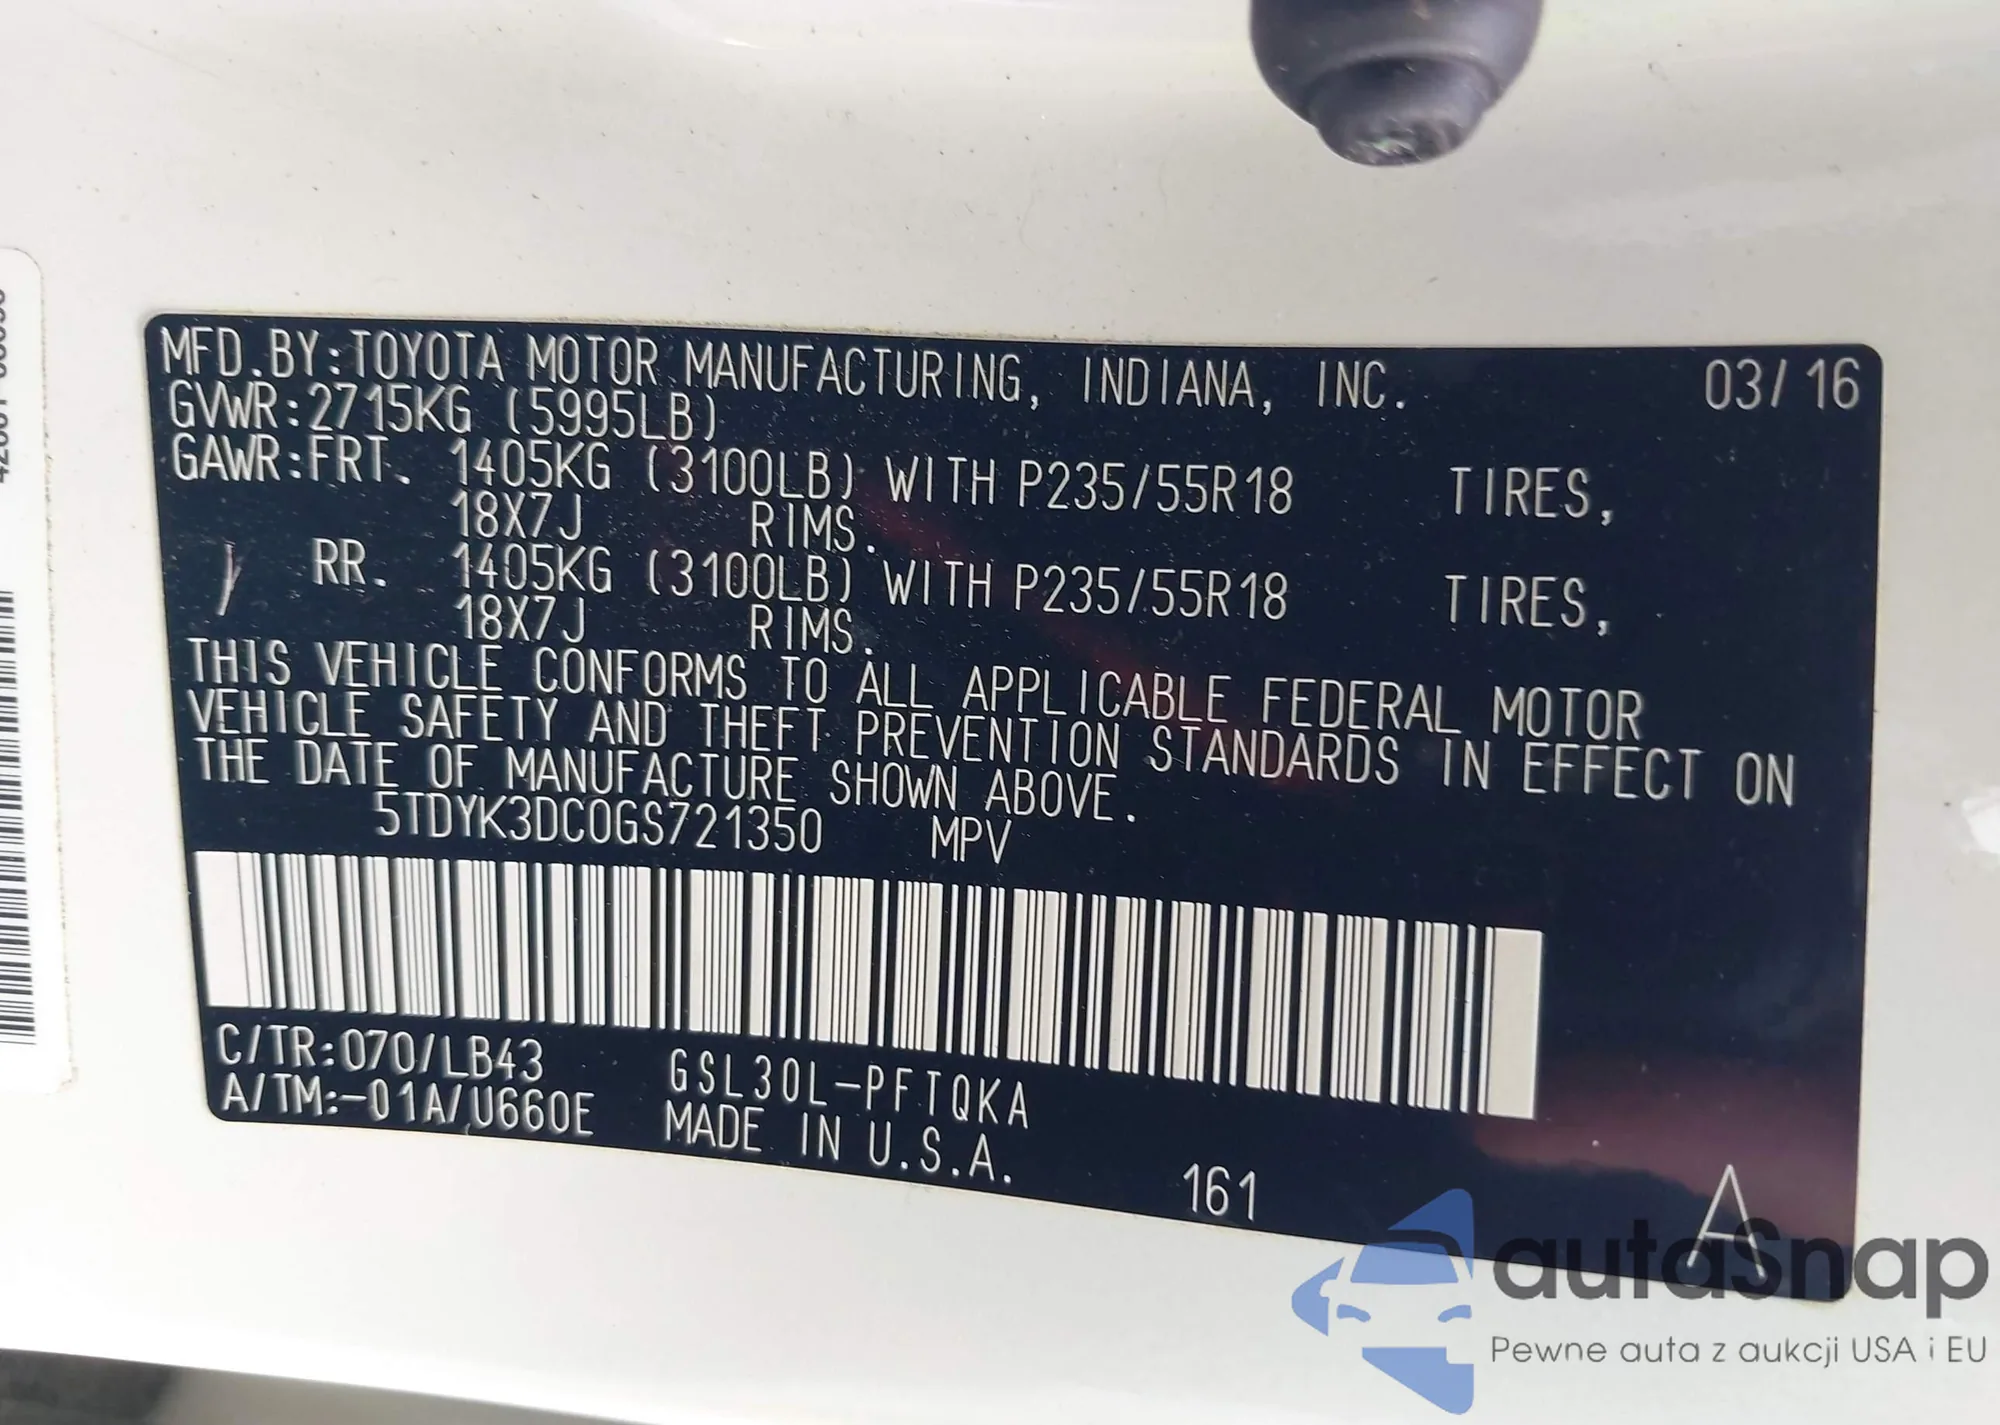 MFD.BY:TOYOTA MOTOR MANUFACTURING, INDIANA, INC. 03/16
GVWR:2715KG (5995LB)
GAWR:FRT. 1405KG (3100LB) WITH P235/55R18 TIRES,
18X7J RIMS.
RR. 1405KG (3100LB) WITH P235/55R18 TIRES,
18X7J RIMS.
THIS VEHICLE CONFORMS TO ALL APPLICABLE FEDERAL MOTOR
VEHICLE SAFETY AND THEFT PREVENTION STANDARDS IN EFFECT ON
THE DATE OF MANUFACTURE SHOWN ABOVE.
5TDYK3DC0GS721350 MPV
C/TR:070/LB43 GSL30L-PFTQKA
A/TM:-01A/U660E MADE IN U.S.A.
161 A
autoSnap
Pewne auta z aukcji USA i EU